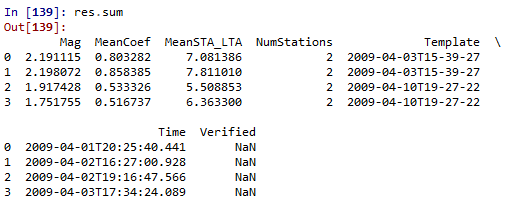 In [139]: res.sum
Out[139]:
Mag MeanCoef MeanSTA_LTA NumStations Template \
0 2.191115 0.803282 7.081386 2 2009-04-03T15-39-27
1 2.198072 0.858385 7.811010 2 2009-04-03T15-39-27
2 1.917428 0.533326 5.508853 2 2009-04-10T19-27-22
3 1.751755 0.516737 6.363300 2 2009-04-10T19-27-22
Time Verified
0 2009-04-01T20:25:40.441 NaN
1 2009-04-02T16:27:00.928 NaN
2 2009-04-02T19:16:47.566 NaN
3 2009-04-03T17:34:24.089 NaN